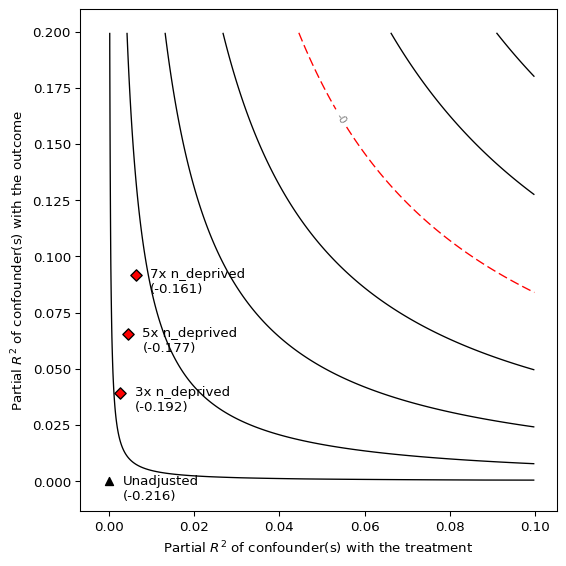 0.200
0.175
0.150
0.125
0.100
0.075
0.050
0.025
0.000
Partial R² of confounder(s) with the outcome
7x n_deprived
(-0.161)
5x n_deprived
(-0.177)
3x n_deprived
(-0.192)
Unadjusted
(-0.216)
0.00 0.02 0.04 0.06 0.08 0.10
Partial R² of confounder(s) with the treatment